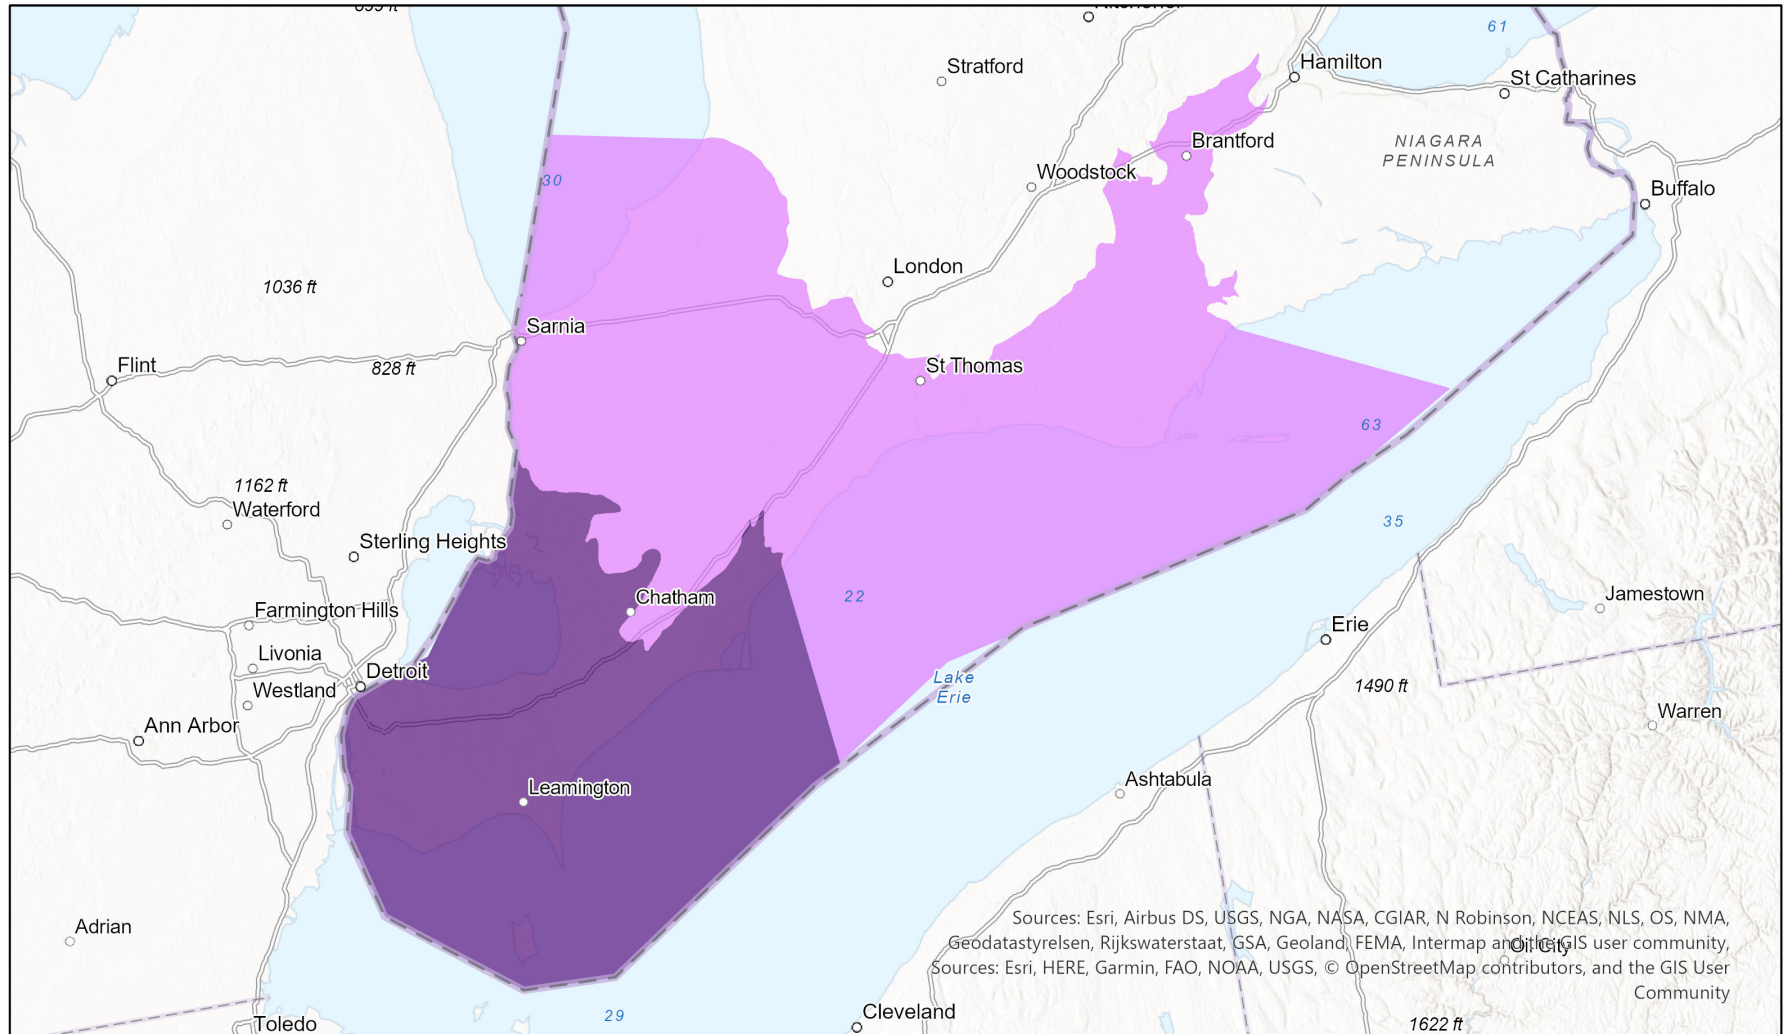 61
Hamilton
Stratford
St Catharines
NIAGARA
PENINSULA
Brantford
Woodstock
30
Buffalo
London
1036 ft
Sarnia
Flint
828 ft
St Thomas
63
1162 ft
Waterford
35
Sterling Heights
22
Chatham
Jamestown
Farmington Hills
Erie
Livonia
Detroit
Lake
Erie
Westland
1490 ft
Warren
Ann Arbor
Ashtabula
Leamington
Adrian
Sources: Esri, Airbus DS, USGS, NGA, NASA, CGIAR, N Robinson, NCEAS, NLS, OS, NMA,
Geodatastyrelsen, Rijkswaterstaat, GSA, Geoland, FEMA, Intermap and the GIS user community,
Oil City
Sources: Esri, HERE, Garmin, FAO, NOAA, USGS, © OpenStreetMap contributors, and the GIS User
Community
Cleveland
29
Toledo
1622 ft